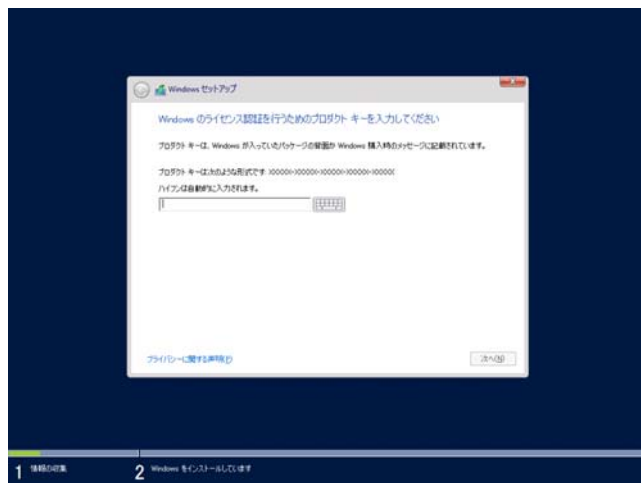 Windows セットアップ
Windows のライセンス認証を行うためのプロダクト キーを入力してください
プロダクト キーは、Windows が入っていたパッケージの背面か Windows 購入時のメッセージに記載されています。
プロダクト キーは次のような形式です: XXXXX-XXXXX-XXXXX-XXXXX-XXXXX
ハイフンは自動的に入力されます。
プライバシーに関する声明(P)
次へ(N)
1 情報の収集
2 Windows をインストールしています